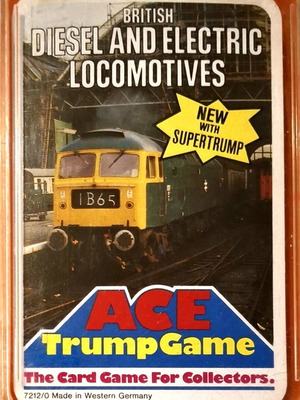 BRITISH
DIESEL AND ELECTRIC
LOCOMOTIVES
NEW
WITH
SUPERTRUMP
1B65
ACE
TrumpGame
The Card Game For Collectors.
7212/0 Made in Western Germany